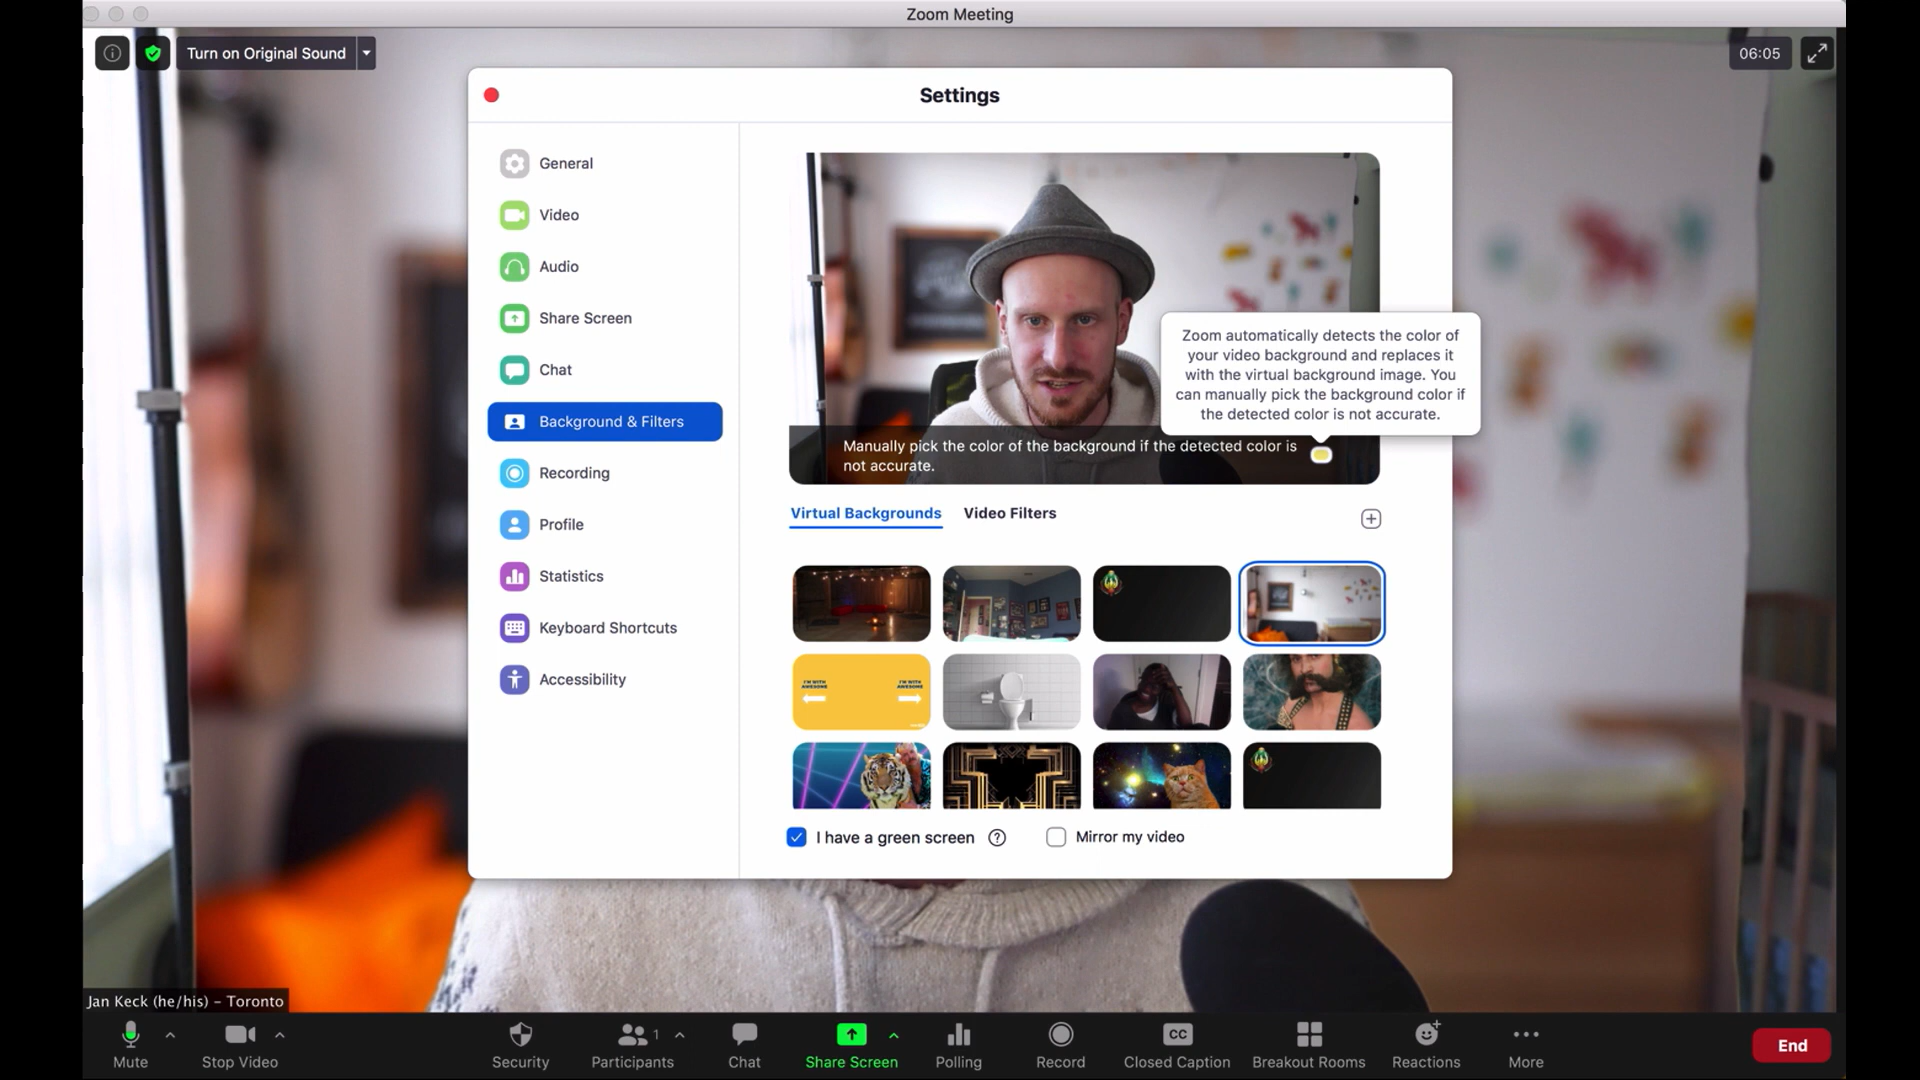 Zoom Meeting
Turn on Original Sound
06:05
Settings
General
Video
Audio
Share Screen
Chat
Background & Filters
Recording
Profile
Statistics
Keyboard Shortcuts
Accessibility
Zoom automatically detects the color of
your video background and replaces it
with the virtual background image. You
can manually pick the background color if
the detected color is not accurate.
Manually pick the color of the background if the detected color is
not accurate.
Virtual Backgrounds Video Filters
I'M WITH
AWESOME
I'M WITH
AWESOME
I have a green screen
Mirror my video
Jan Keck (he/his) – Toronto
Mute
Stop Video
Security
1
Participants
Chat
Share Screen
Polling
Record
CC
Closed Caption
Breakout Rooms
Reactions
More
End